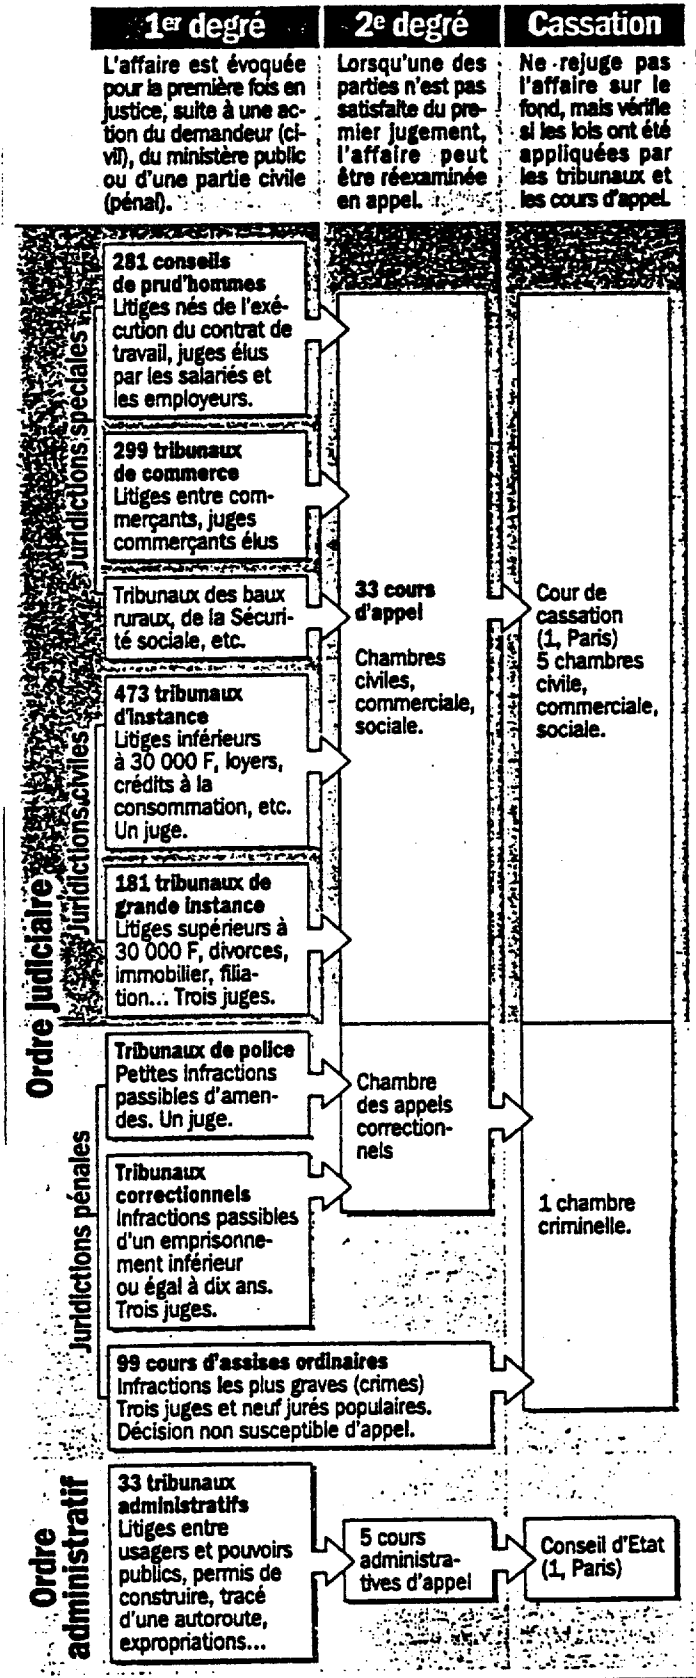 1er degré
L'affaire est évoquée
pour la première fois en
justice, suite à une ac-
tion du demandeur (ci-
vil), du ministère public
ou d'une partie civile
(pénal).
2e degré
Lorsqu'une des
parties n'est pas
satisfaite du pre-
mier jugement,
l'affaire peut
être réexaminée
en appel.
Cassation
Ne rejuge pas
l'affaire sur le
fond, mais vérifie
si les lois ont été
appliquées par
les tribunaux et
les cours d'appel.
Ordre judiciaire
Juridictions spéciales
281 conseils
de prud'hommes
Litiges nés de l'exé-
cution du contrat de
travail, juges élus
par les salariés et
les employeurs.
299 tribunaux
de commerce
Litiges entre com-
merçants, juges
commerçants élus
Tribunaux des baux
ruraux, de la Sécuri-
té sociale, etc.
Juridictions civiles
473 tribunaux
d'instance
Litiges inférieurs
à 30 000 F, loyers,
crédits à la
consommation, etc.
Un juge.
181 tribunaux de
grande instance
Litiges supérieurs à
30 000 F, divorces,
immobilier, filia-
tion... Trois juges.
33 cours
d'appel
Chambres
civiles,
commerciale,
sociale.
Cour de
cassation
(1, Paris)
5 chambres
civile,
commerciale,
sociale.
Juridictions pénales
Tribunaux de police
Petites infractions
passibles d'amen-
des. Un juge.
Tribunaux
correctionnels
Infractions passibles
d'un emprisonne-
ment inférieur
ou égal à dix ans.
Trois juges.
Chambre
des appels
correction-
nels
1 chambre
criminelle.
99 cours d'assises ordinaires
Infractions les plus graves (crimes)
Trois juges et neuf jurés populaires.
Décision non susceptible d'appel.
Ordre
administratif
33 tribunaux
administratifs
Litiges entre
usagers et pouvoirs
publics, permis de
construire, tracé
d'une autoroute,
expropriations...
5 cours
administra-
tives d'appel
Conseil d'Etat
(1, Paris)